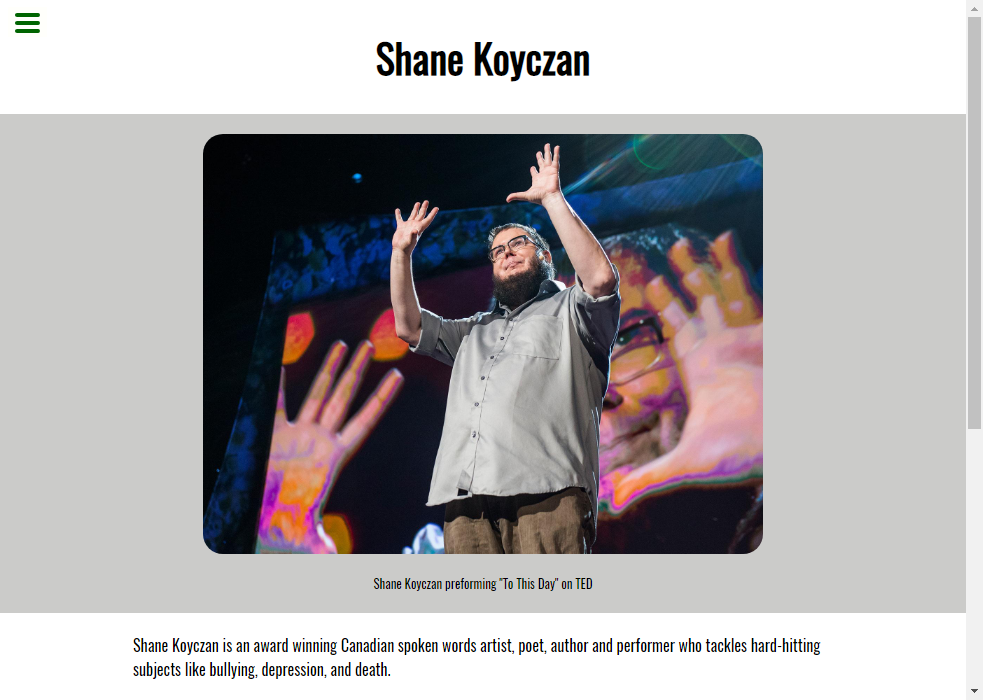 Shane Koyczan
Shane Koyczan preforming "To This Day" on TED
Shane Koyczan is an award winning Canadian spoken words artist, poet, author and performer who tackles hard-hitting
subjects like bullying, depression, and death.